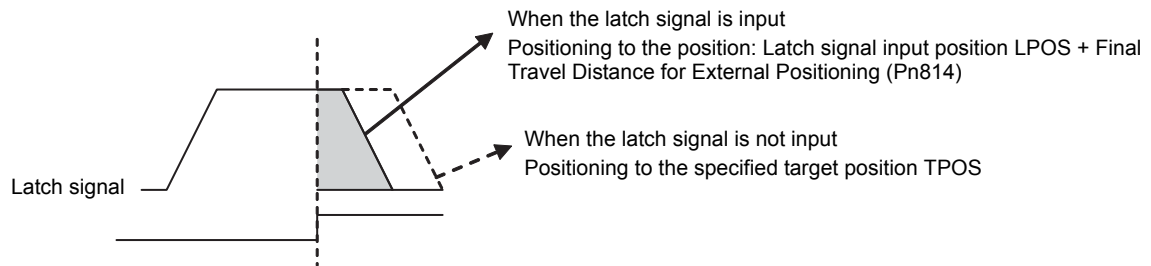 When the latch signal is input
Positioning to the position: Latch signal input position LPOS + Final
Travel Distance for External Positioning (Pn814)
When the latch signal is not input
Positioning to the specified target position TPOS
Latch signal